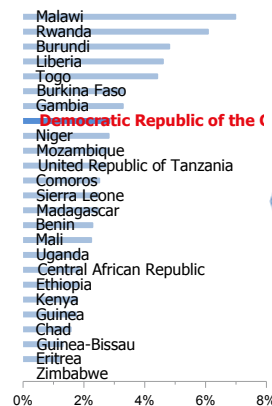 Malawi
Rwanda
Burundi
Liberia
Togo
Burkina Faso
Gambia
Democratic Republic of the C
Niger
Mozambique
United Republic of Tanzania
Comoros
Sierra Leone
Madagascar
Benin
Mali
Uganda
Central African Republic
Ethiopia
Kenya
Guinea
Chad
Guinea-Bissau
Eritrea
Zimbabwe
0% 2% 4% 6% 8%